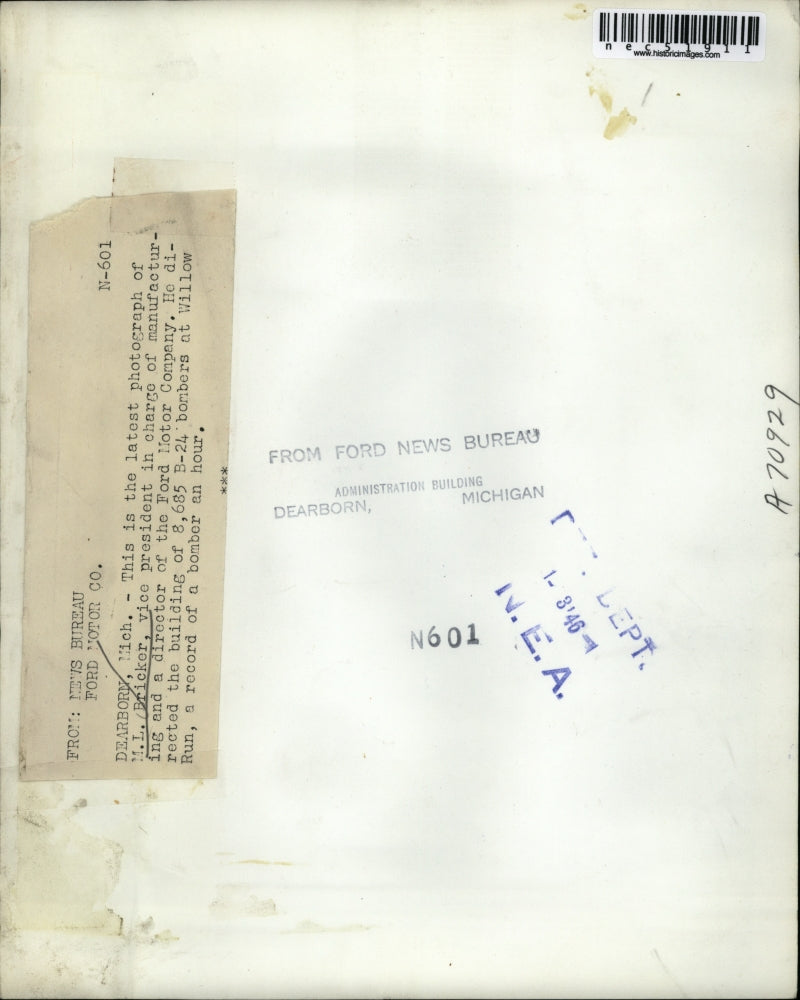 nec51911
www.historicimages.com
N-601
FROM: NEWS BUREAU
FORD MOTOR CO.
DEARBORN, Mich. - This is the latest photograph of
M.L. Bricker, vice president in charge of manufactur-
ing and a director of the Ford Motor Company. He di-
rected the building of 8,685 B-24 bombers at Willow
Run, a record of a bomber an hour.
***
FROM FORD NEWS BUREAU
ADMINISTRATION BUILDING
DEARBORN, MICHIGAN
N601
DEPT.
N.E.A.
A 70929